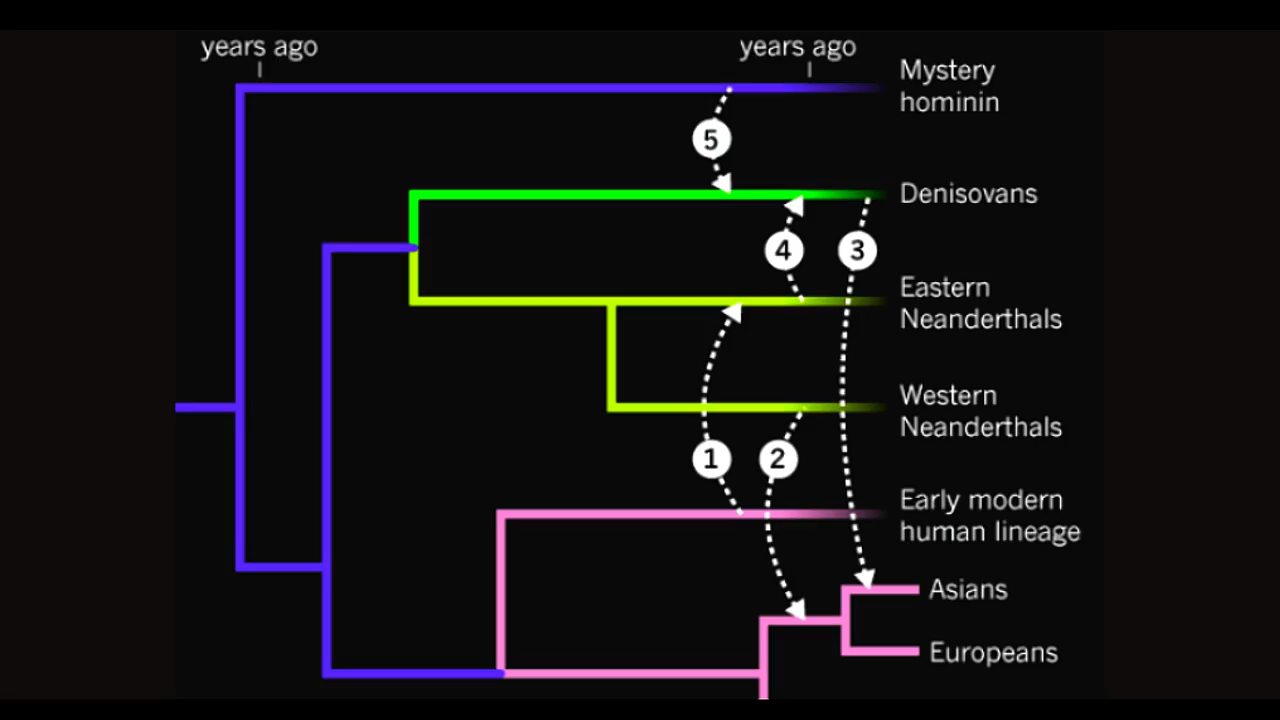 years ago
years ago
Mystery
hominin
5
Denisovans
4
3
Eastern
Neanderthals
Western
Neanderthals
1
2
Early modern
human lineage
Asians
Europeans